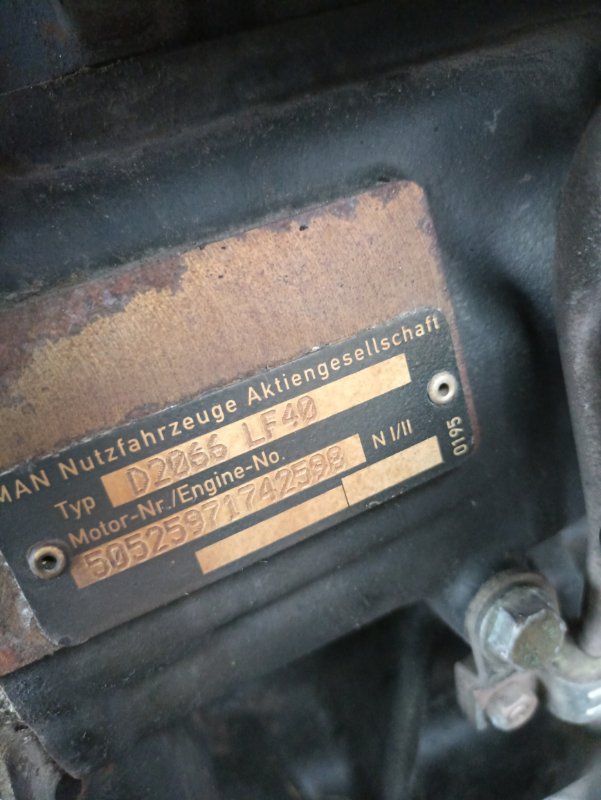 MAN Nutzfahrzeuge Aktiengesellschaft
Typ D2066 LF40
Motor-Nr./Engine-No. N I/II
50525971742598
0195